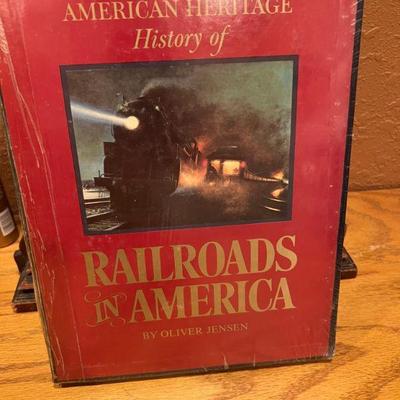 AMERICAN HERITAGE
History of
RAILROADS
IN AMERICA
BY OLIVER JENSEN